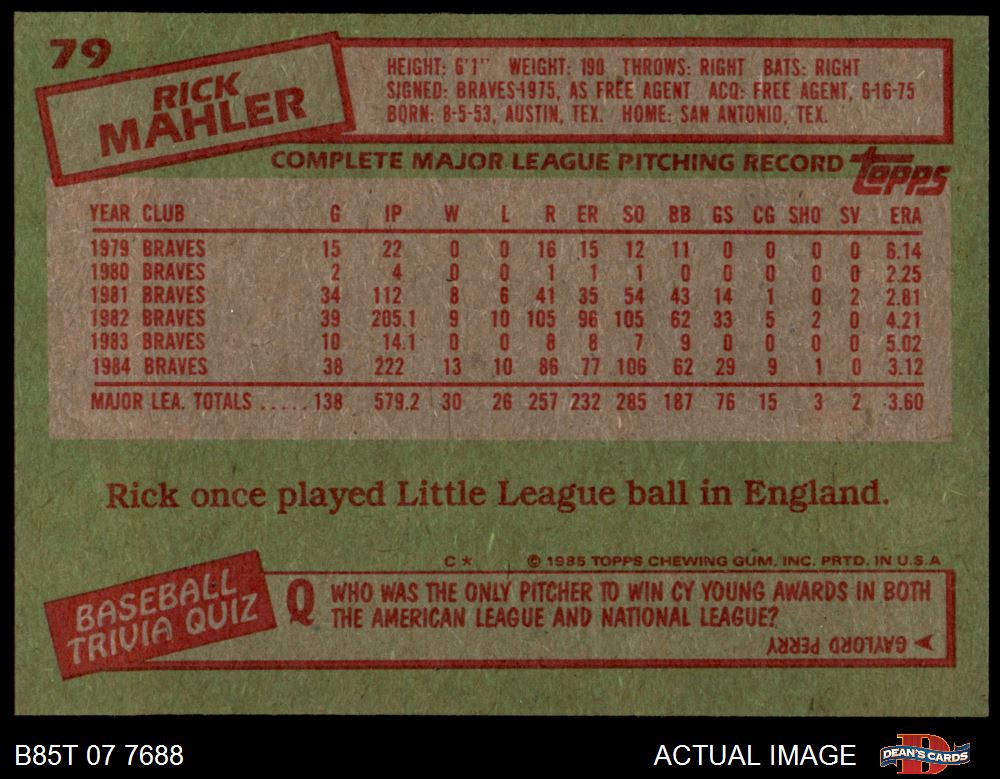 79
RICK
MAHLER
HEIGHT: 6'1" WEIGHT: 190 THROWS: RIGHT BATS: RIGHT
SIGNED: BRAVES-1975, AS FREE AGENT ACQ: FREE AGENT, 6-16-75
BORN: 8-5-53, AUSTIN, TEX. HOME: SAN ANTONIO, TEX.
COMPLETE MAJOR LEAGUE PITCHING RECORD topps
YEAR CLUB G IP W L R ER SO BB GS CG SHO SV ERA
1979 BRAVES 15 22 0 0 16 15 12 11 0 0 0 0 6.14
1980 BRAVES 2 4 0 0 1 1 1 0 0 0 0 0 2.25
1981 BRAVES 34 112 8 6 41 35 54 43 14 1 0 2 2.81
1982 BRAVES 39 205.1 9 10 105 96 105 62 33 5 2 0 4.21
1983 BRAVES 10 14.1 0 0 8 8 7 9 0 0 0 0 5.02
1984 BRAVES 38 222 13 10 86 77 106 62 29 9 1 0 3.12
MAJOR LEA. TOTALS ..... 138 579.2 30 26 257 232 285 187 76 15 3 2 3.60
Rick once played Little League ball in England.
C * © 1985 TOPPS CHEWING GUM, INC. PRTD. IN U.S.A
BASEBALL
TRIVIA QUIZ
Q WHO WAS THE ONLY PITCHER TO WIN CY YOUNG AWARDS IN BOTH
THE AMERICAN LEAGUE AND NATIONAL LEAGUE?
GAYLORD PERRY
B85T 07 7688 ACTUAL IMAGE DEAN'S CARDS